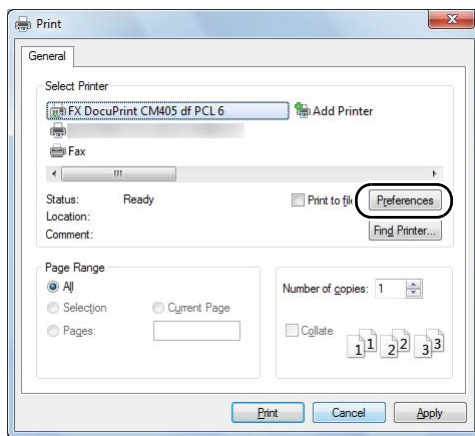 Print
General
Select Printer
FX DocuPrint CM405 df PCL 6
Add Printer
Fax
Status: Ready
Print to file
Preferences
Location:
Comment:
Find Printer...
Page Range
All
Selection
Current Page
Pages:
Number of copies: 1
Collate
1 1 2 2 3 3
Print
Cancel
Apply